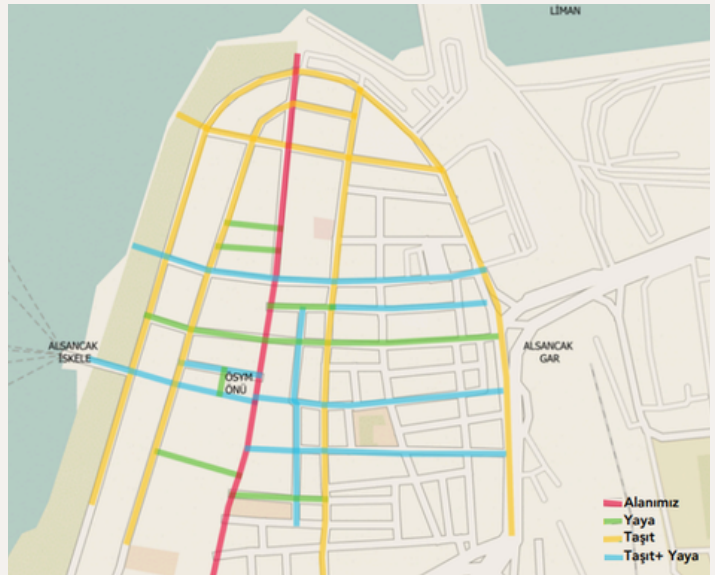 LİMAN
ALSANCAK
İSKELE
ÖSYM
ÖNÜ
ALSANCAK
GAR
Alanımız
Yaya
Taşıt
Taşıt+ Yaya